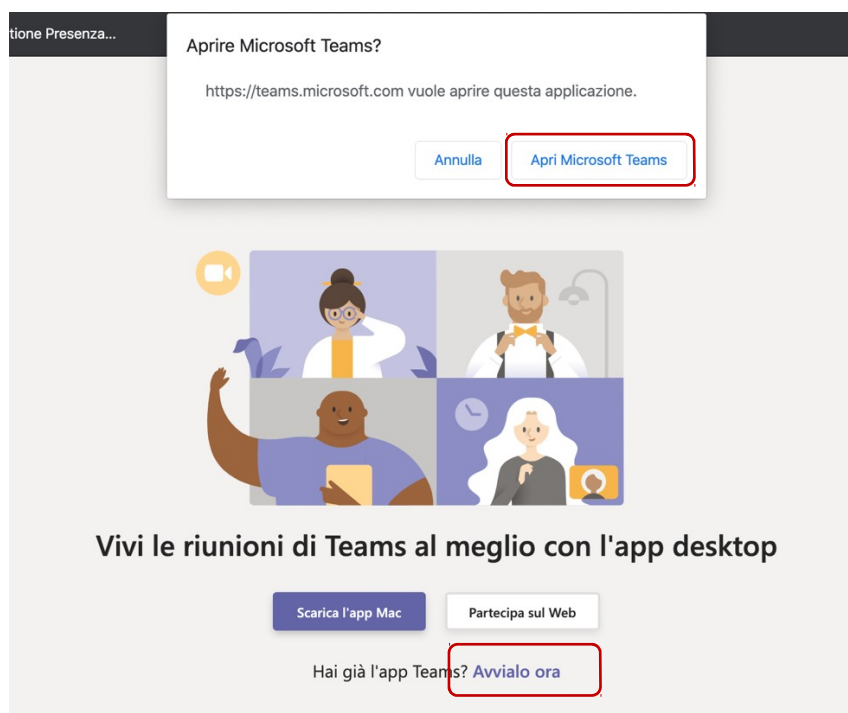 tione Presenza...
Aprire Microsoft Teams?
https://teams.microsoft.com vuole aprire questa applicazione.
Annulla
Apri Microsoft Teams
Vivi le riunioni di Teams al meglio con l'app desktop
Scarica l'app Mac
Partecipa sul Web
Hai già l'app Teams? Avvialo ora